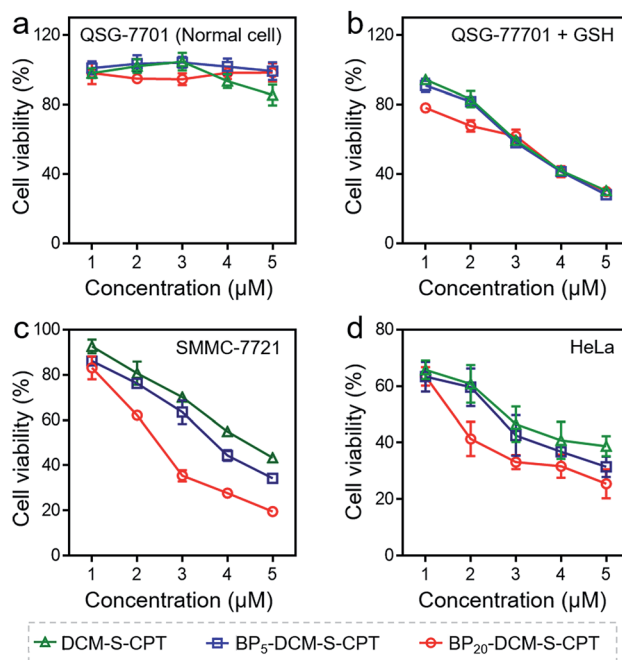 a
QSG-7701 (Normal cell)
Cell viability (%)
120
80
40
0
1 2 3 4 5
Concentration (μM)
b
QSG-77701 + GSH
Cell viability (%)
120
80
40
0
1 2 3 4 5
Concentration (μM)
c
SMMC-7721
Cell viability (%)
100
80
60
40
20
0
1 2 3 4 5
Concentration (μM)
d
HeLa
Cell viability (%)
80
60
40
20
0
1 2 3 4 5
Concentration (μM)
DCM-S-CPT BP₅-DCM-S-CPT BP₂₀-DCM-S-CPT